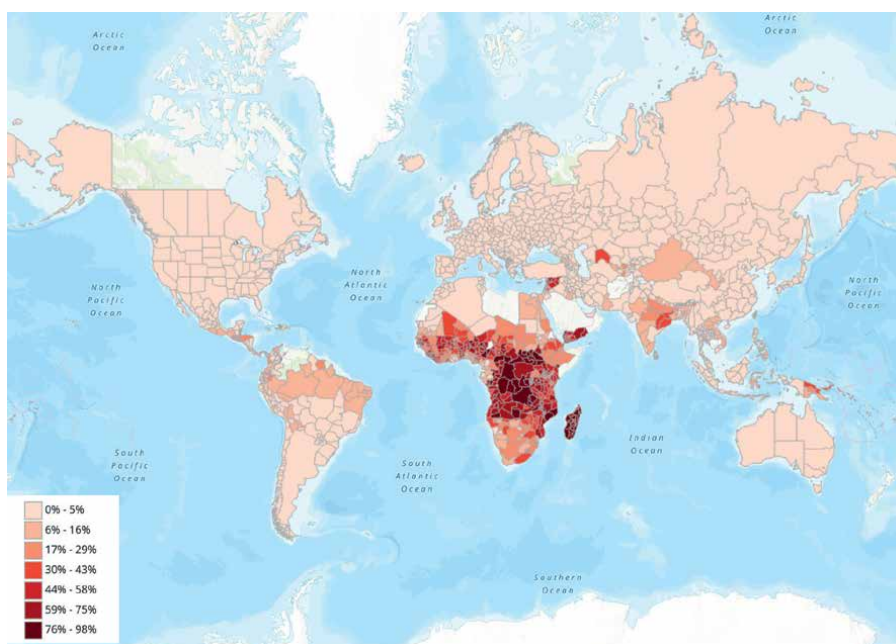 Arctic
Ocean
Arctic
Ocean
North
Pacific
Ocean
North
Atlantic
Ocean
North
Pacific
Ocean
South
Pacific
Ocean
South
Atlantic
Ocean
Indian
Ocean
Southern
Ocean
0% - 5%
6% - 16%
17% - 29%
30% - 43%
44% - 58%
59% - 75%
76% - 98%